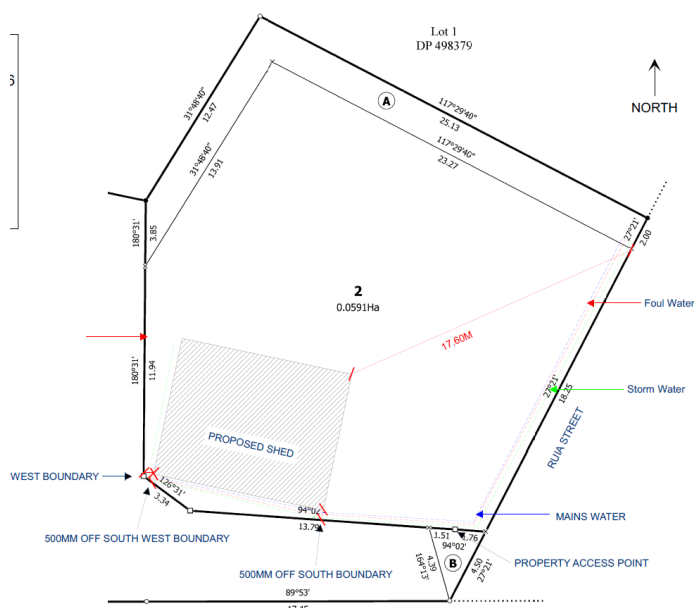 Lot 1
DP 498379
NORTH
A
117°29'40"
25.13
31°48'40"
12.47
117°29'40"
23.27
31°48'40"
13.91
180°31'
3.85
27°21'
2.00
2
0.0591Ha
Foul Water
17.60M
180°31'
11.94
27°21'
18.25
Storm Water
RUIA STREET
PROPOSED SHED
WEST BOUNDARY
126°31'
3.34
94°02'
13.79
MAINS WATER
500MM OFF SOUTH WEST BOUNDARY
1.51
1.76
94°02'
PROPERTY ACCESS POINT
4.39
164°13'
B
4.50
27°21'
500MM OFF SOUTH BOUNDARY
89°53'